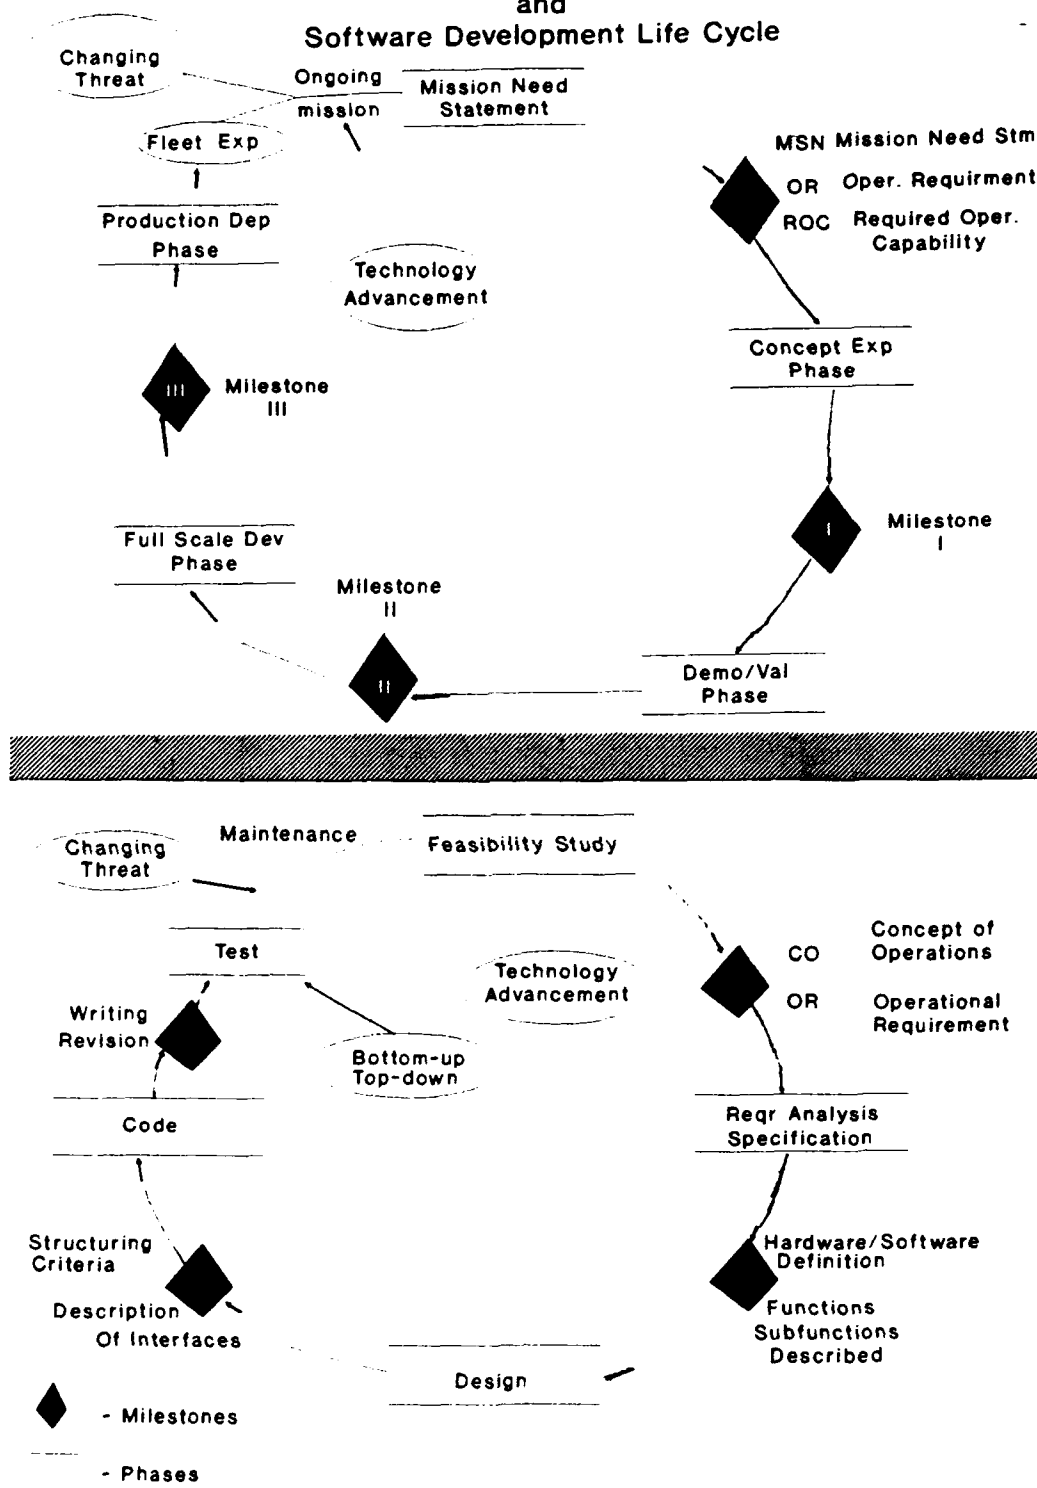 and
Software Development Life Cycle
Changing
Threat
Ongoing
mission
Mission Need
Statement
Fleet Exp
MSN Mission Need Stm
OR Oper. Requirment
ROC Required Oper.
Capability
Production Dep
Phase
Technology
Advancement
Concept Exp
Phase
III
Milestone
III
I
Milestone
I
Full Scale Dev
Phase
Milestone
II
II
Demo/Val
Phase
Maintenance
Changing
Threat
Feasibility Study
Test
Technology
Advancement
CO Concept of
Operations
OR Operational
Requirement
Writing
Revision
Bottom-up
Top-down
Code
Reqr Analysis
Specification
Structuring
Criteria
Description
Of Interfaces
Hardware/Software
Definition
Functions
Subfunctions
Described
Design
- Milestones
- Phases